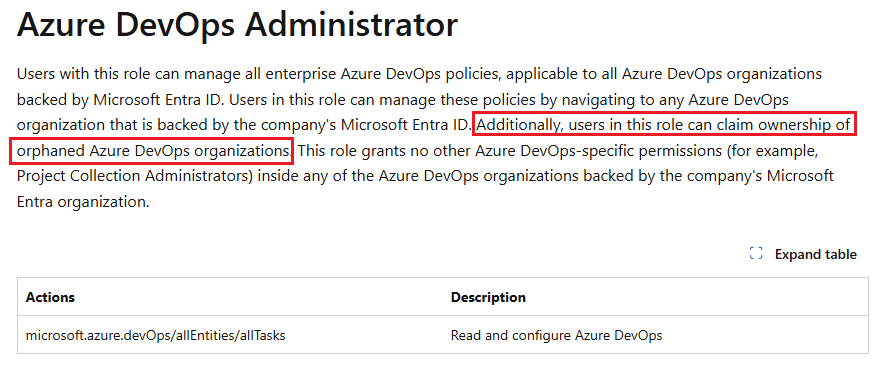 Azure DevOps Administrator
Users with this role can manage all enterprise Azure DevOps policies, applicable to all Azure DevOps organizations
backed by Microsoft Entra ID. Users in this role can manage these policies by navigating to any Azure DevOps
organization that is backed by the company's Microsoft Entra ID. Additionally, users in this role can claim ownership of
orphaned Azure DevOps organizations. This role grants no other Azure DevOps-specific permissions (for example,
Project Collection Administrators) inside any of the Azure DevOps organizations backed by the company's Microsoft
Entra organization.
Expand table
Actions Description
microsoft.azure.devOps/allEntities/allTasks Read and configure Azure DevOps